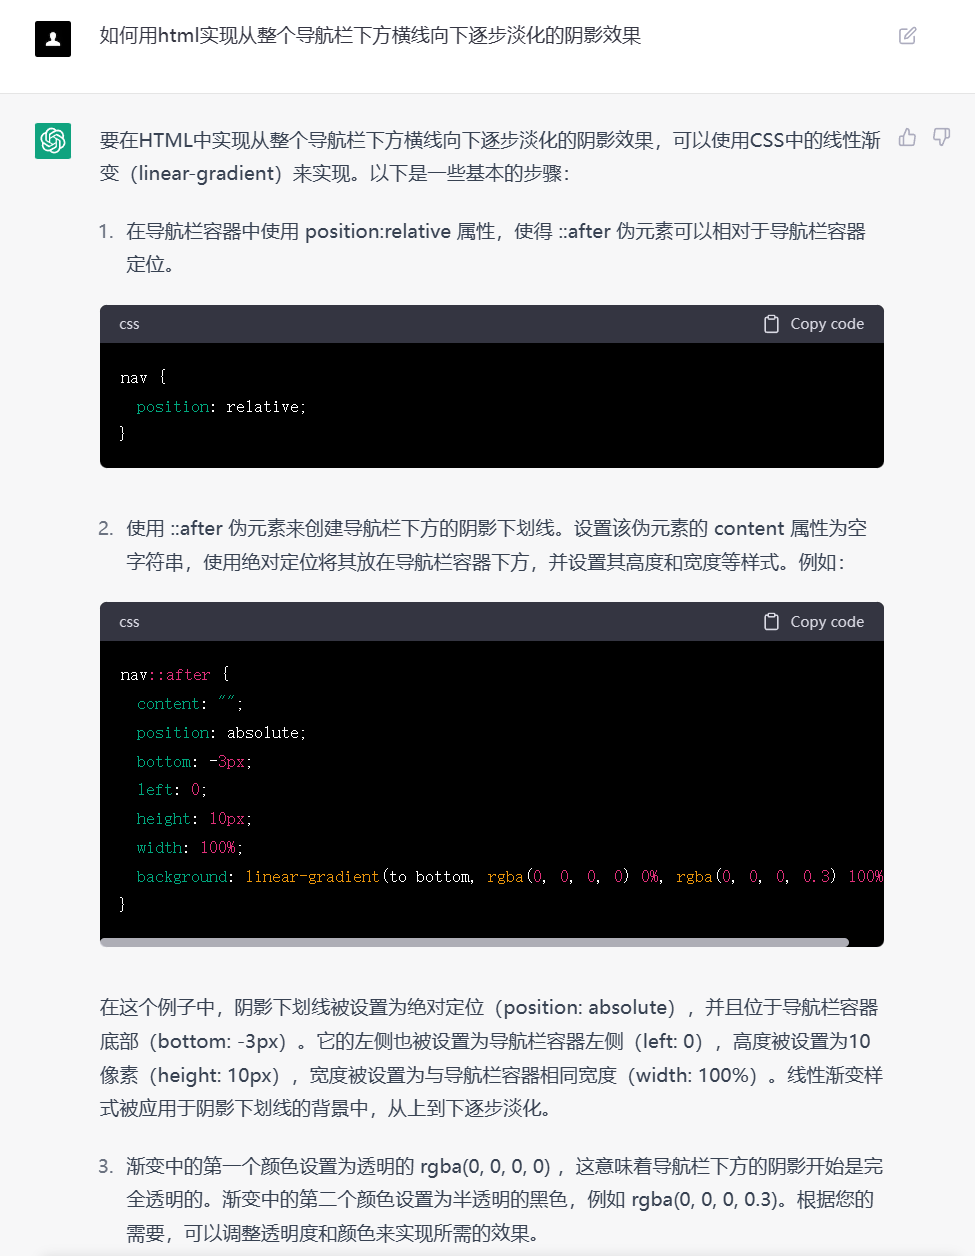 如何用html实现从整个导航栏下方横线向下逐步淡化的阴影效果
要在HTML中实现从整个导航栏下方横线向下逐步淡化的阴影效果，可以使用CSS中的线性渐
变（linear-gradient）来实现。以下是一些基本的步骤：
1. 在导航栏容器中使用 position:relative 属性，使得 ::after 伪元素可以相对于导航栏容器
定位。
css Copy code
nav {
  position: relative;
}
2. 使用 ::after 伪元素来创建导航栏下方的阴影下划线。设置该伪元素的 content 属性为空
字符串，使用绝对定位将其放在导航栏容器下方，并设置其高度和宽度等样式。例如：
css Copy code
nav::after {
  content: "";
  position: absolute;
  bottom: -3px;
  left: 0;
  height: 10px;
  width: 100%;
  background: linear-gradient(to bottom, rgba(0, 0, 0, 0) 0%, rgba(0, 0, 0, 0.3) 100%
}
在这个例子中，阴影下划线被设置为绝对定位（position: absolute），并且位于导航栏容器
底部（bottom: -3px）。它的左侧也被设置为导航栏容器左侧（left: 0），高度被设置为10
像素（height: 10px），宽度被设置为与导航栏容器相同宽度（width: 100%）。线性渐变样
式被应用于阴影下划线的背景中，从上到下逐步淡化。
3. 渐变中的第一个颜色设置为透明的 rgba(0, 0, 0, 0) ，这意味着导航栏下方的阴影开始是完
全透明的。渐变中的第二个颜色设置为半透明的黑色，例如 rgba(0, 0, 0, 0.3)。根据您的
需要，可以调整透明度和颜色来实现所需的效果。